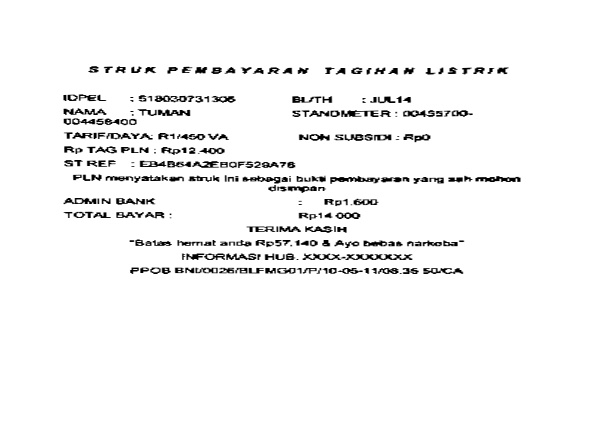 STRUK PEMBAYARAN TAGIHAN LISTRIK
IDPEL : 518030731306 BL/TH : JUL14
NAMA : TUMAN STANDMETER : 00455700-
004458400
TARIF/DAYA: R1/450 VA NON SUBSIDI : Rp0
Rp TAG PLN : Rp12.400
ST REF : EB4B64A2EB0F529A76
PLN menyatakan struk ini sebagai bukti pembayaran yang sah mohon
disimpan
ADMIN BANK : Rp1.600
TOTAL BAYAR : Rp14.000
TERIMA KASIH
"Batas hemat anda Rp57.140 & Ayo bebas narkoba"
INFORMASI HUB. XXXX-XXXXXXX
PPOB BNI/0026/BLFMG01/P/10-05-11/08.35 50/CA